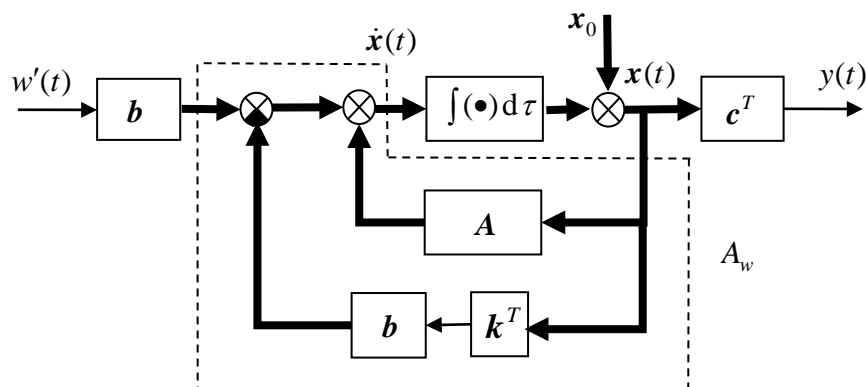 x₀
ẋ(t)
x(t)
w′(t)
y(t)
b
∫(•)dτ
cᵀ
A
A_w
b
kᵀ